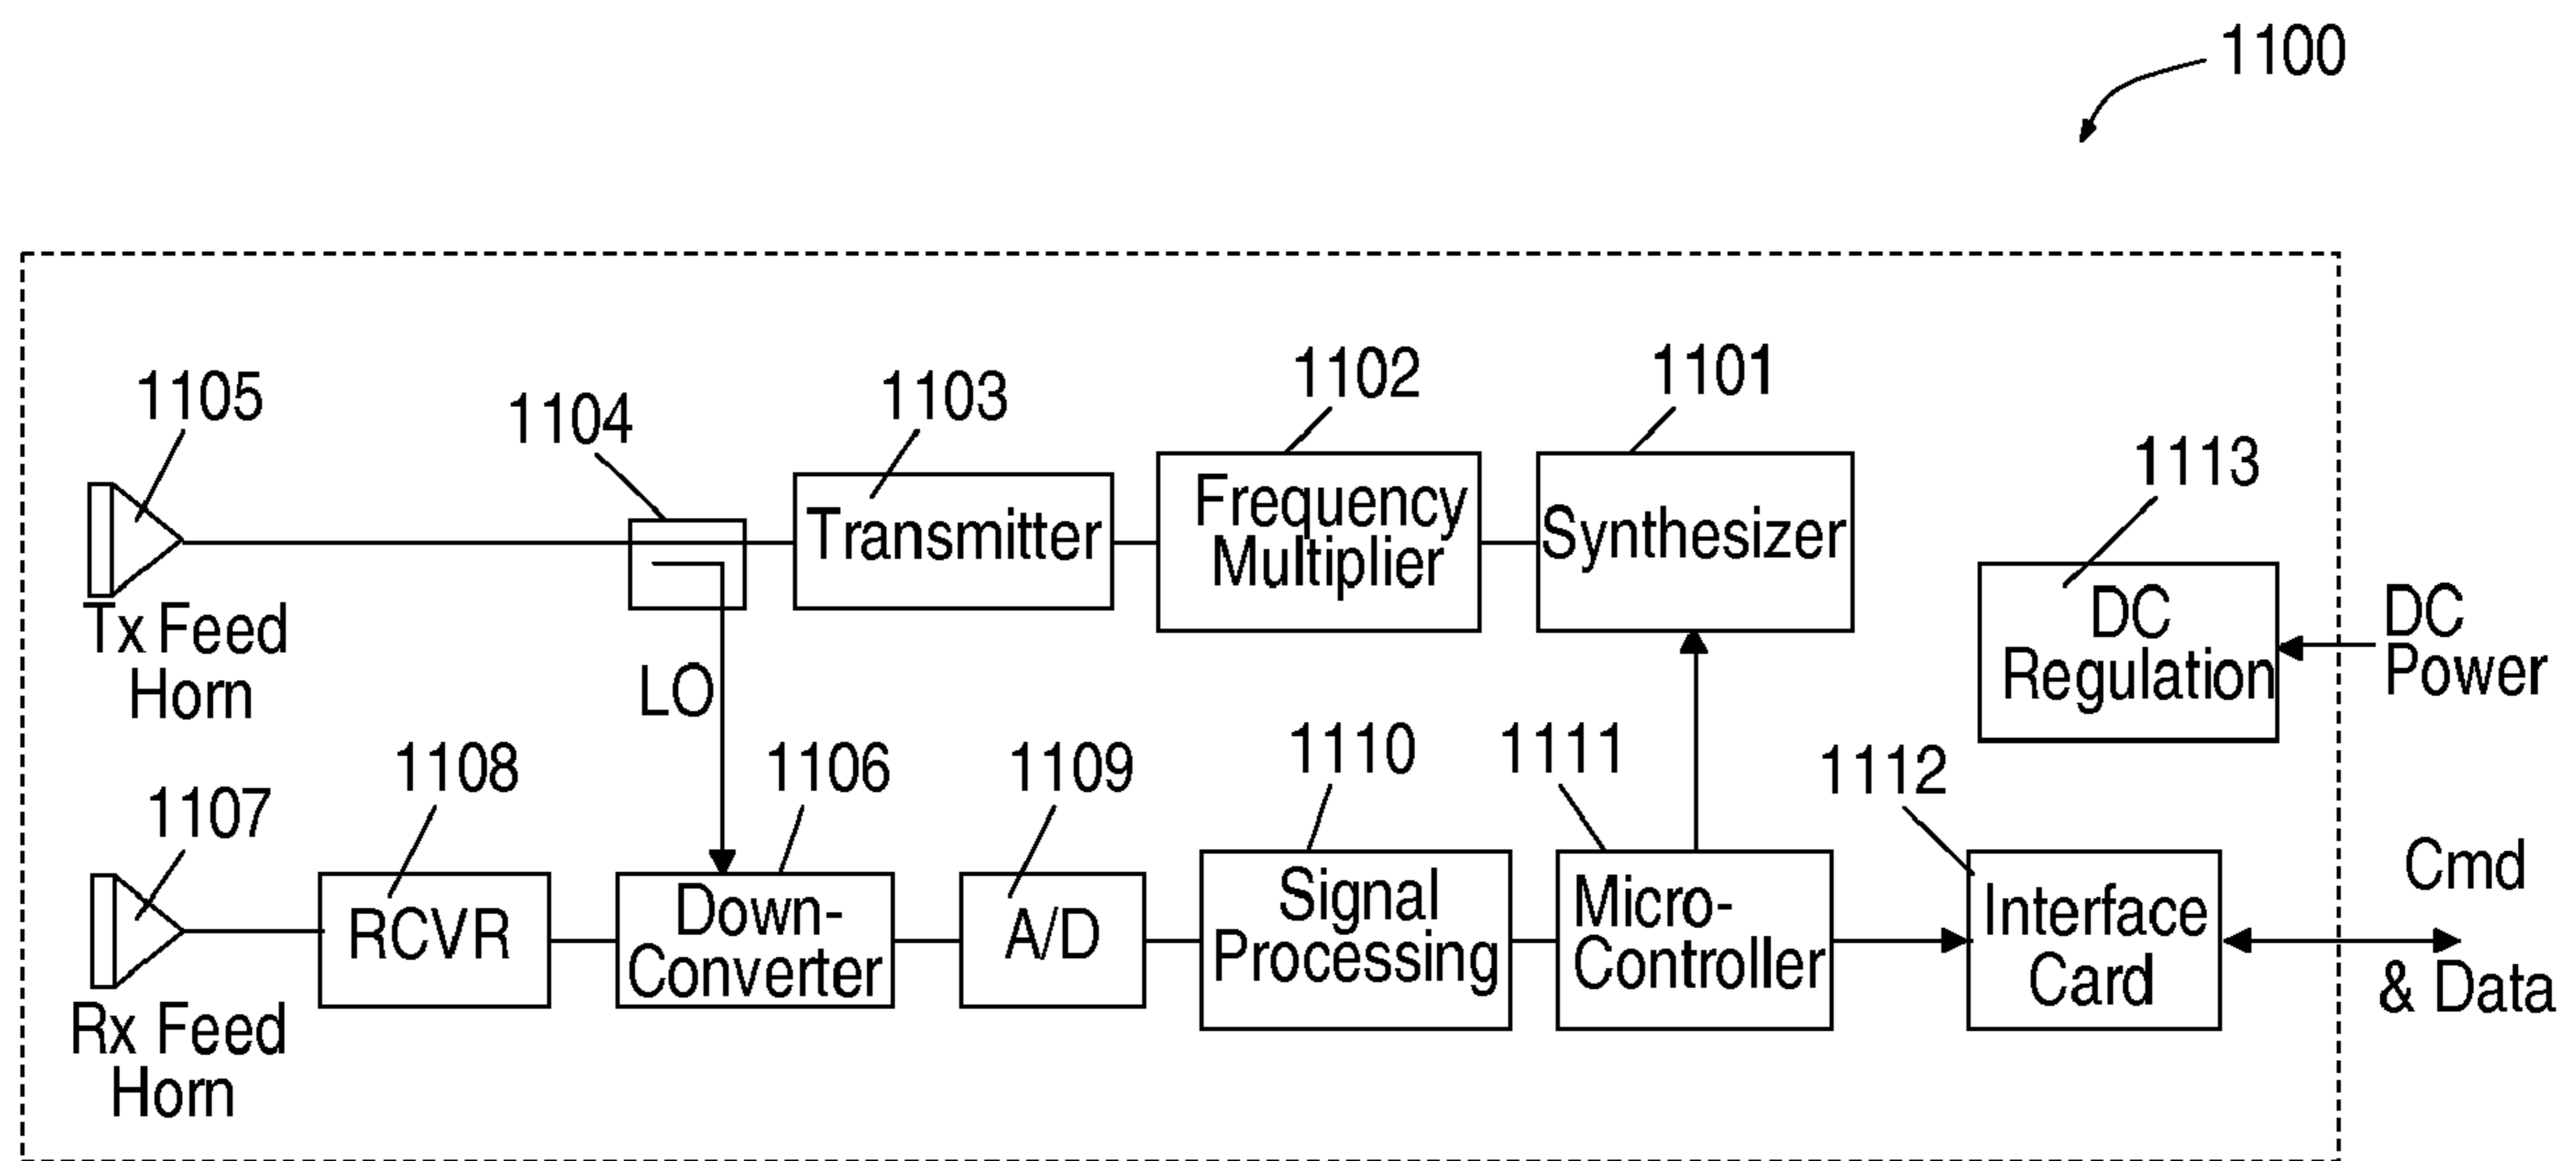 1100
1105
1104
1103
1102
1101
1113
Transmitter
Frequency
Multiplier
Synthesizer
DC
Regulation
DC
Power
Tx Feed
Horn
LO
1107
1108
1106
1109
1110
1111
1112
RCVR
Down-
Converter
A/D
Signal
Processing
Micro-
Controller
Interface
Card
Cmd
& Data
Rx Feed
Horn